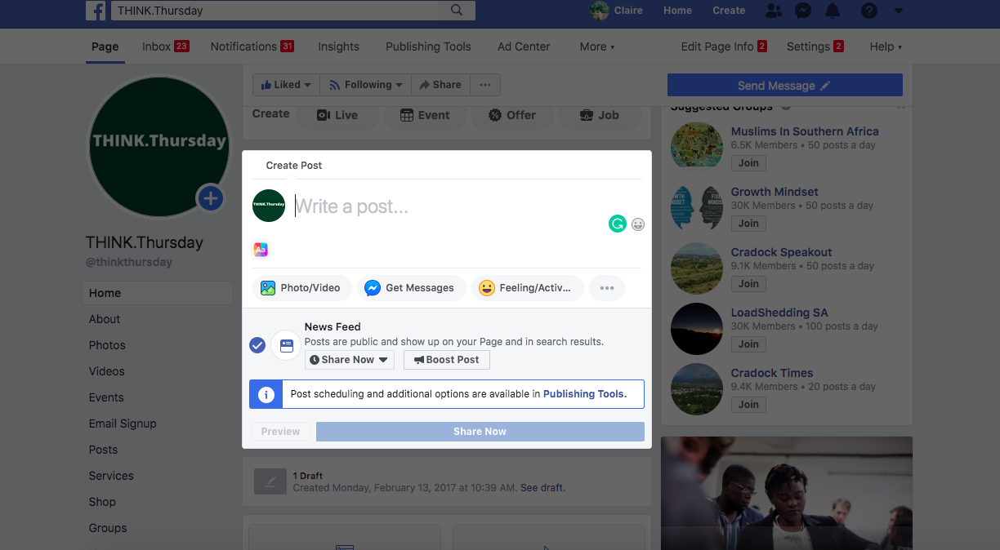 THINK.Thursday
Claire
Home
Create
Page
Inbox 23
Notifications 31
Insights
Publishing Tools
Ad Center
More
Edit Page Info 2
Settings 2
Help
Liked
Following
Share
Send Message
Create
Live
Event
Offer
Job
Suggested Groups
THINK.Thursday
THINK.Thursday
@thinkthursday
Home
About
Photos
Videos
Events
Email Signup
Posts
Services
Shop
Groups
Create Post
THINK.Thursday
Write a post...
Aa
Photo/Video
Get Messages
Feeling/Activ...
News Feed
Posts are public and show up on your Page and in search results.
Share Now
Boost Post
Post scheduling and additional options are available in Publishing Tools.
Preview
Share Now
1 Draft
Created Monday, February 13, 2017 at 10:39 AM. See draft.
Muslims In Southern Africa
6.5K Members • 50 posts a day
Join
Growth Mindset
30K Members • 50 posts a day
Join
Cradock Speakout
9.1K Members • 50 posts a day
Join
LoadShedding SA
30K Members • 100 posts a day
Join
Cradock Times
9.4K Members • 20 posts a day
Join